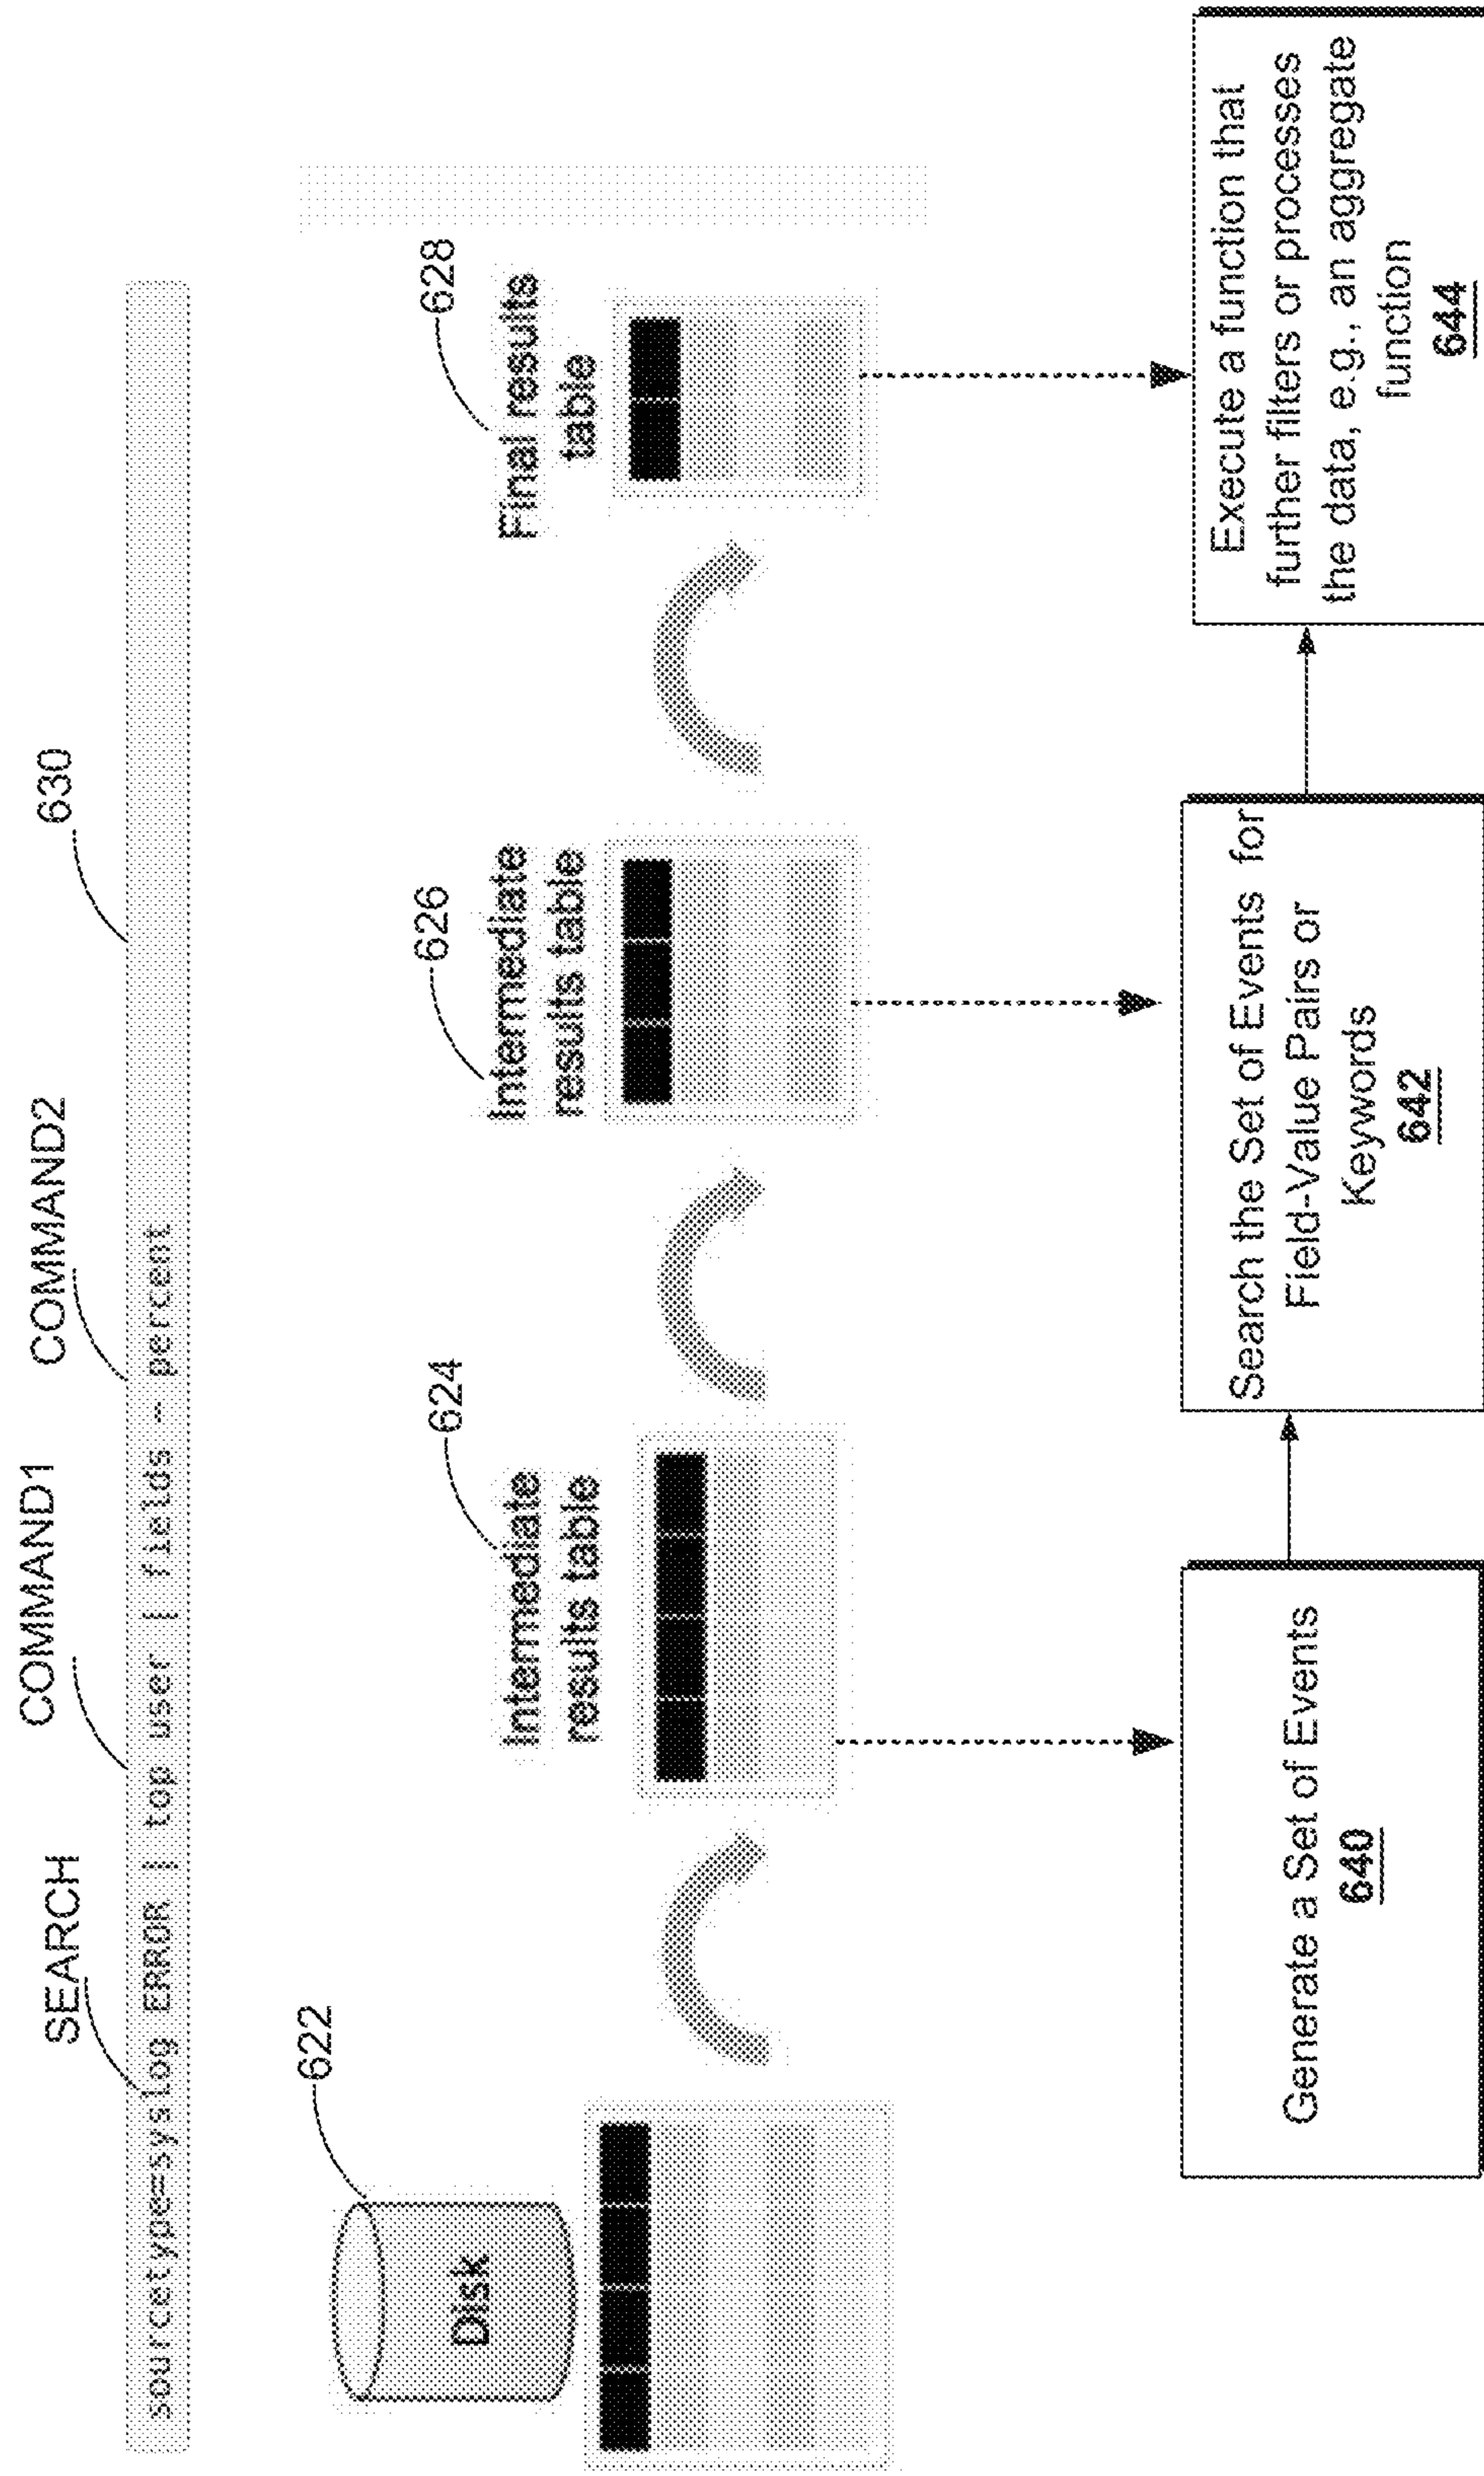 SEARCH
COMMAND1
COMMAND2
630
sourcetype=syslog ERROR | top user | fields - percent
622
Disk
624
Intermediate
results table
626
Intermediate
results table
628
Final results
table
Generate a Set of Events
640
Search the Set of Events for
Field-Value Pairs or
Keywords
642
Execute a function that
further filters or processes
the data, e.g., an aggregate
function
644